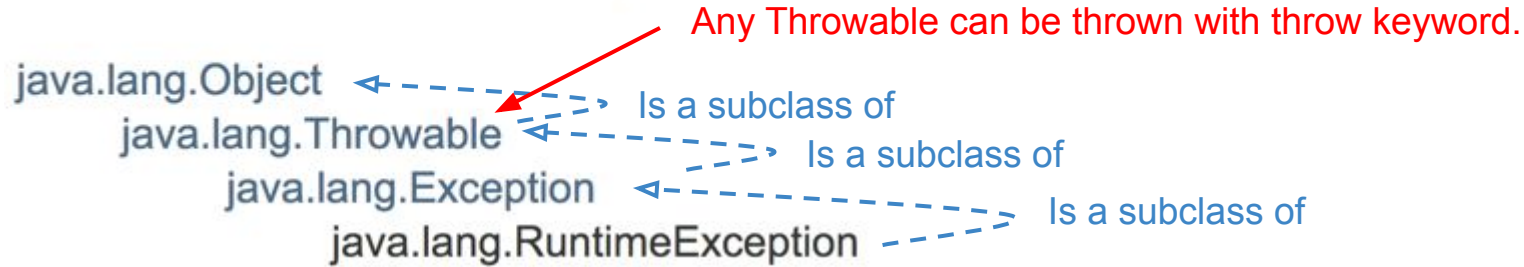 Any Throwable can be thrown with throw keyword.
java.lang.Object
Is a subclass of
java.lang.Throwable
Is a subclass of
java.lang.Exception
Is a subclass of
java.lang.RuntimeException